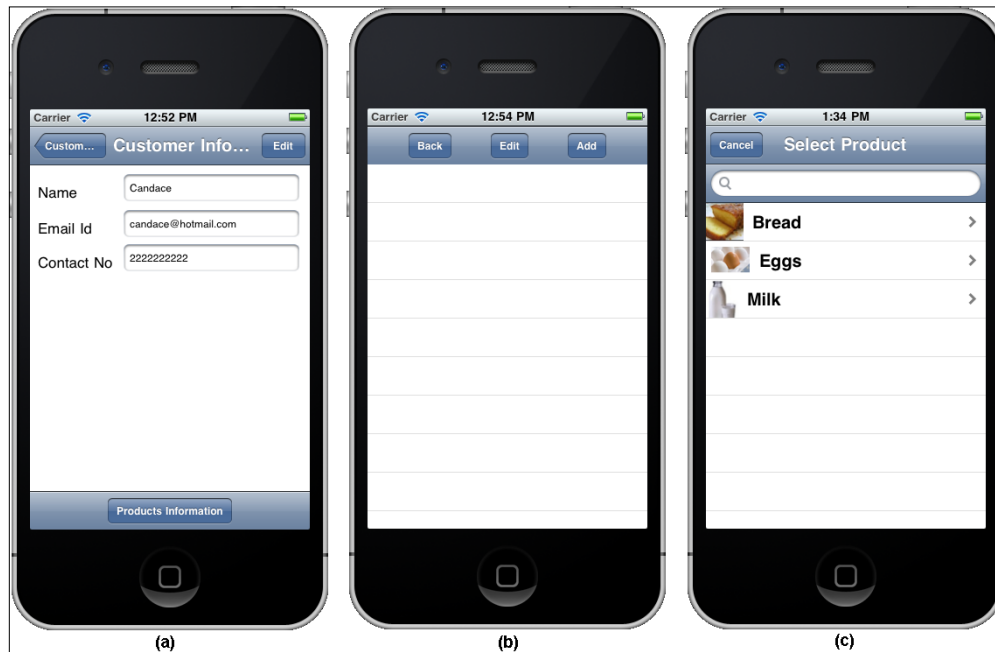 Carrier 12:52 PM
Custom... Customer Info... Edit
Name Candace
Email Id candace@hotmail.com
Contact No 2222222222
Products Information
(a)
Carrier 12:54 PM
Back Edit Add
(b)
Carrier 1:34 PM
Cancel Select Product
Bread
Eggs
Milk
(c)